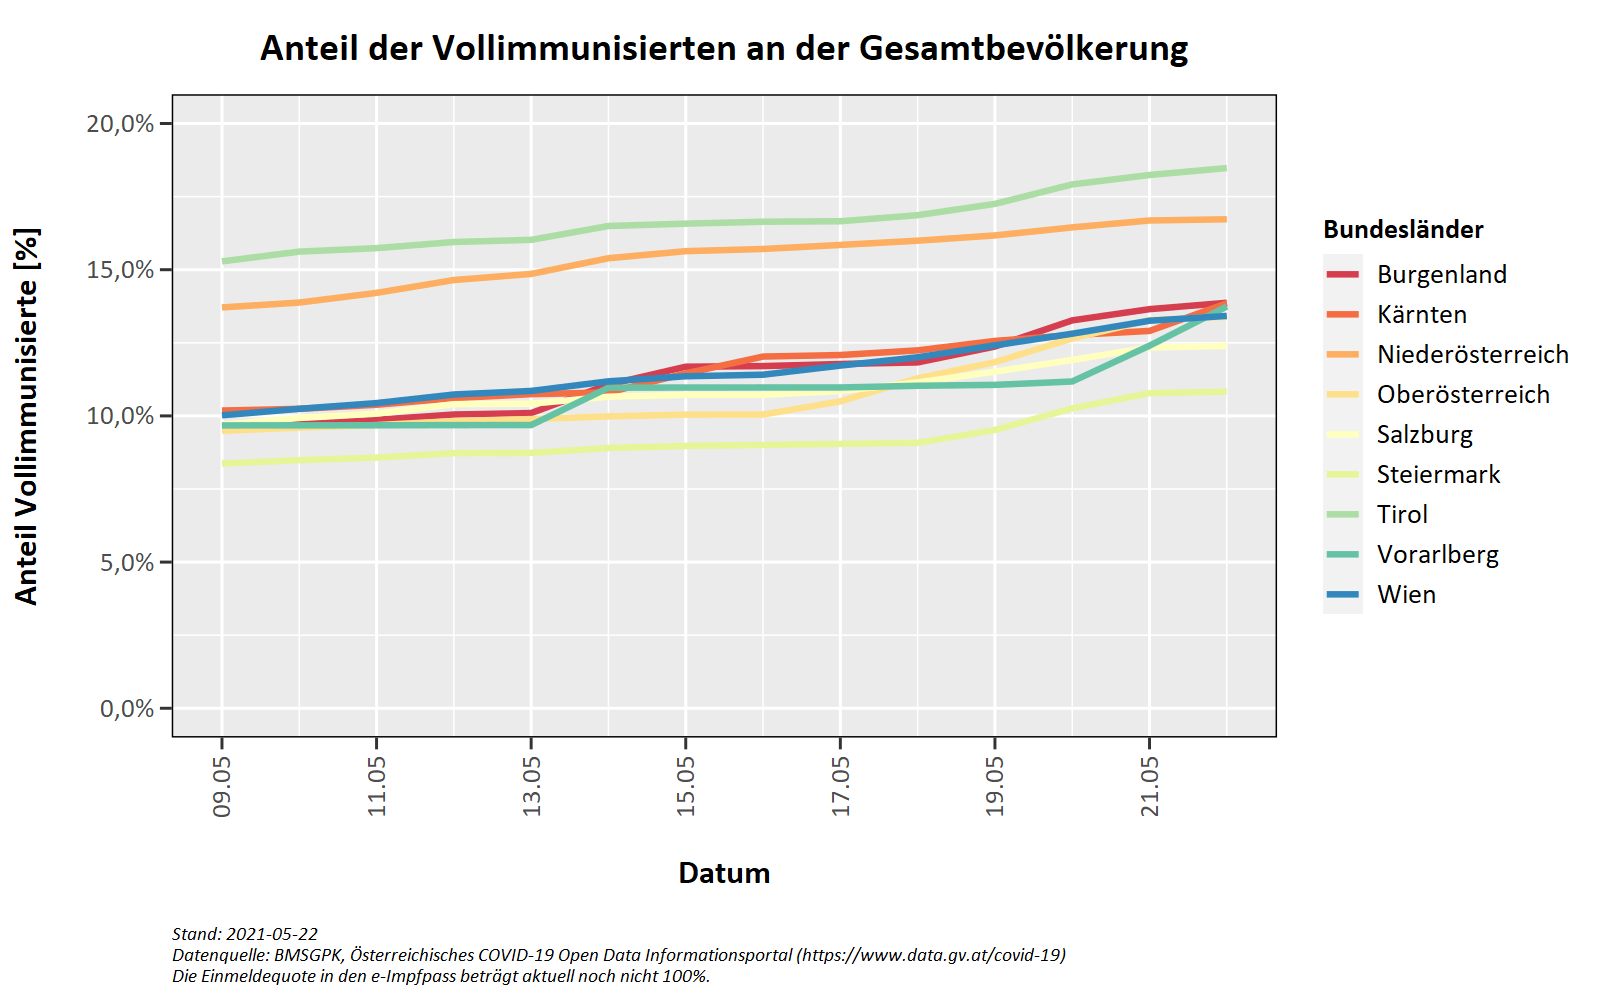 Anteil der Vollimmunisierten an der Gesamtbevölkerung
Anteil Vollimmunisierte [%]
20,0%
15,0%
10,0%
5,0%
0,0%
09.05
11.05
13.05
15.05
17.05
19.05
21.05
Datum
Bundesländer
Burgenland
Kärnten
Niederösterreich
Oberösterreich
Salzburg
Steiermark
Tirol
Vorarlberg
Wien
Stand: 2021-05-22
Datenquelle: BMSGPK, Österreichisches COVID-19 Open Data Informationsportal (https://www.data.gv.at/covid-19)
Die Einmeldequote in den e-Impfpass beträgt aktuell noch nicht 100%.